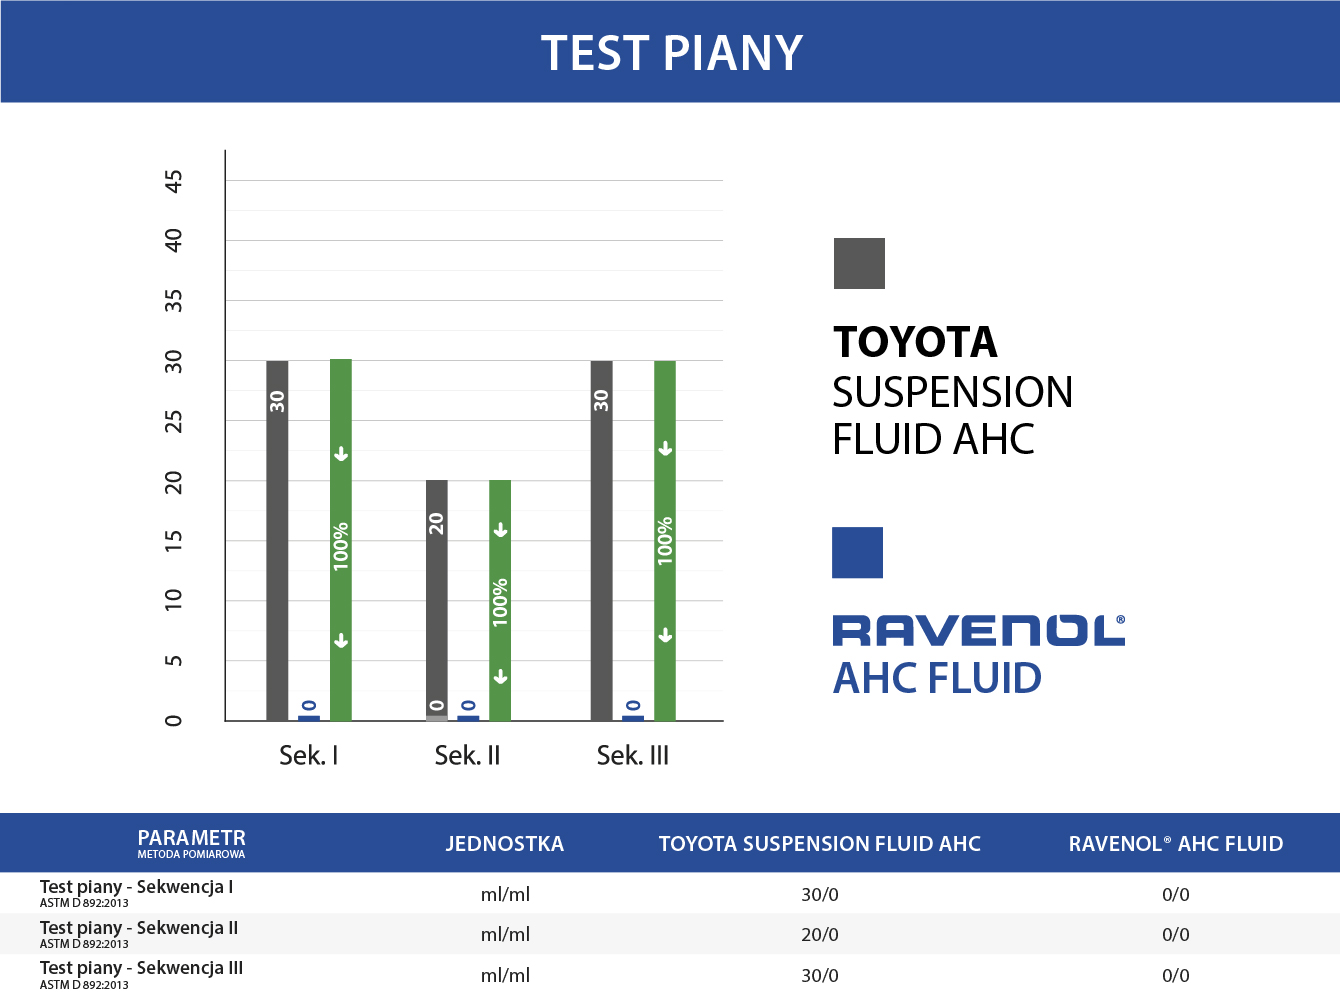 TEST PIANY
45
40
35
30
25
20
15
10
5
0
30
0
100%
20
0
0
100%
30
0
100%
Sek. I
Sek. II
Sek. III
TOYOTA
SUSPENSION
FLUID AHC
RAVENOL®
AHC FLUID
PARAMETR JEDNOSTKA TOYOTA SUSPENSION FLUID AHC RAVENOL® AHC FLUID
METODA POMIAROWA
Test piany - Sekwencja I ml/ml 30/0 0/0
ASTM D 892:2013
Test piany - Sekwencja II ml/ml 20/0 0/0
ASTM D 892:2013
Test piany - Sekwencja III ml/ml 30/0 0/0
ASTM D 892:2013